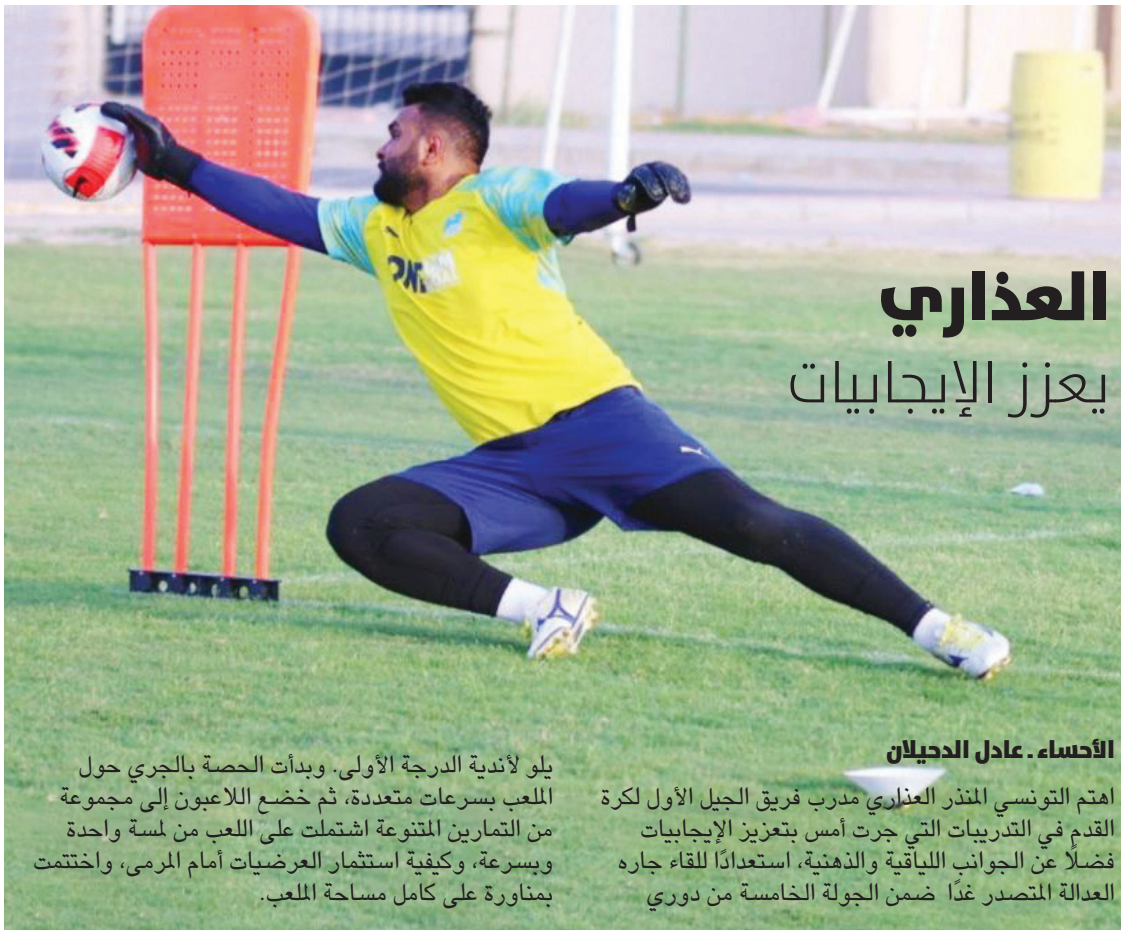 العذاري
يعزز الإيجابيات
الأحساء ـ عادل الدحيلان
اهتم التونسي المنذر العذاري مدرب فريق الجيل الأول لكرة
القدم في التدريبات التي جرت أمس بتعزيز الإيجابيات
فضلًا عن الجوانب اللياقية والذهنية، استعدادًا للقاء جاره
العدالة المتصدر غدًا ضمن الجولة الخامسة من دوري
يلو لأندية الدرجة الأولى. وبدأت الحصة بالجري حول
الملعب بسرعات متعددة، ثم خضع اللاعبون إلى مجموعة
من التمارين المتنوعة اشتملت على اللعب من لمسة واحدة
وبسرعة، وكيفية استثمار العرضيات أمام المرمى، واختتمت
بمناورة على كامل مساحة الملعب.